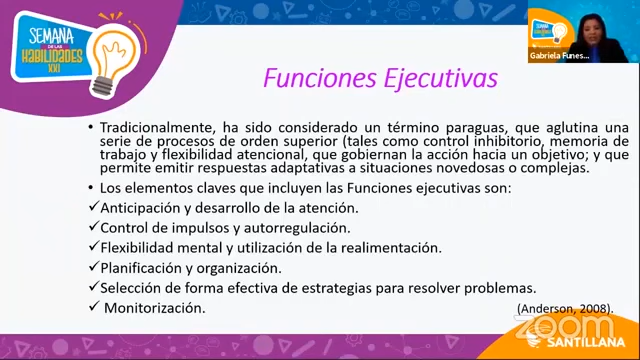 SEMANA
DE LAS
HABILIDADES
XXI
Gabriela Funes...
Funciones Ejecutivas
• Tradicionalmente, ha sido considerado un término paraguas, que aglutina una
serie de procesos de orden superior (tales como control inhibitorio, memoria de
trabajo y flexibilidad atencional, que gobiernan la acción hacia un objetivo; y que
permite emitir respuestas adaptativas a situaciones novedosas o complejas.
• Los elementos claves que incluyen las Funciones ejecutivas son:
✓Anticipación y desarrollo de la atención.
✓Control de impulsos y autorregulación.
✓Flexibilidad mental y utilización de la realimentación.
✓Planificación y organización.
✓Selección de forma efectiva de estrategias para resolver problemas.
✓ Monitorización.
(Anderson, 2008).
zoom
SANTILLANA